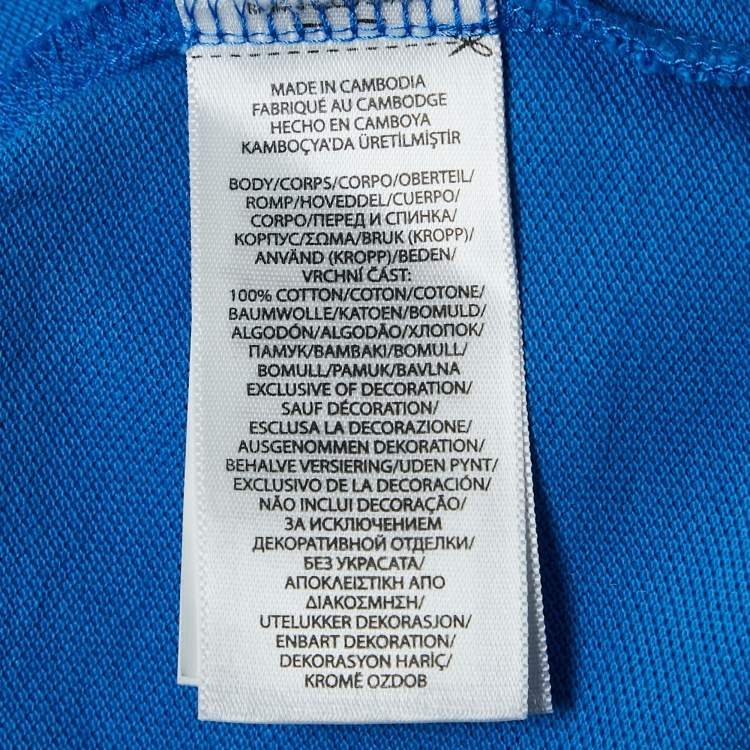 MADE IN CAMBODIA
FABRIQUÉ AU CAMBODGE
HECHO EN CAMBOYA
KAMBOÇYA'DA ÜRETİLMİŞTİR
BODY/CORPS/CORPO/OBERTEIL/
ROMP/HOVEDDEL/CUERPO/
CORPO/ПЕРЕД И СПИНКА/
КОРПУС/ΣΩΜΑ/BRUK (KROPP)/
ANVÄND (KROPP)/BEDEN/
VRCHNÍ ČÁST:
100% COTTON/COTON/COTONE/
BAUMWOLLE/KATOEN/BOMULD/
ALGODÓN/ALGODÃO/ХЛОПОК/
ПАМУК/BAMBAKI/BOMULL/
BOMULL/PAMUK/BAVLNA
EXCLUSIVE OF DECORATION/
SAUF DÉCORATION/
ESCLUSA LA DECORAZIONE/
AUSGENOMMEN DEKORATION/
BEHALVE VERSIERING/UDEN PYNT/
EXCLUSIVO DE LA DECORACIÓN/
NÃO INCLUI DECORAÇÃO/
ЗА ИСКЛЮЧЕНИЕМ
ДЕКОРАТИВНОЙ ОТДЕЛКИ/
БЕЗ УКРАСАТА/
ΑΠΟΚΛΕΙΣΤΙΚΗ ΑΠΟ
ΔΙΑΚΟΣΜΗΣΗ/
UTELUKKER DEKORASJON/
ENBART DEKORATION/
DEKORASYON HARİÇ/
KROMĚ OZDOB